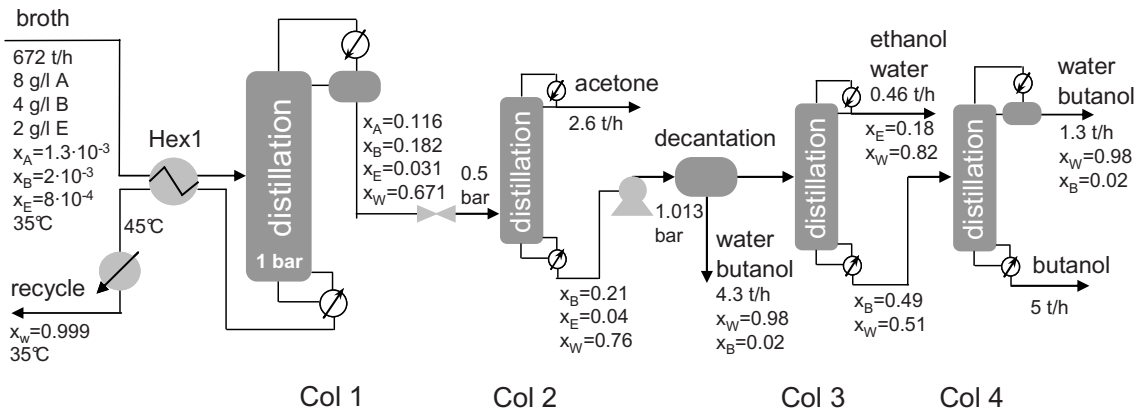 broth
672 t/h
8 g/l A
4 g/l B
2 g/l E
x_A=1.3·10⁻³
x_B=2·10⁻³
x_E=8·10⁻⁴
35°C
Hex1
45°C
recycle
x_w=0.999
35°C
distillation
1 bar
x_A=0.116
x_B=0.182
x_E=0.031
x_W=0.671
0.5
bar
distillation
acetone
2.6 t/h
x_B=0.21
x_E=0.04
x_W=0.76
decantation
1.013
bar
water
butanol
4.3 t/h
x_W=0.98
x_B=0.02
distillation
ethanol
water
0.46 t/h
x_E=0.18
x_W=0.82
x_B=0.49
x_W=0.51
distillation
water
butanol
1.3 t/h
x_W=0.98
x_B=0.02
butanol
5 t/h
Col 1
Col 2
Col 3
Col 4